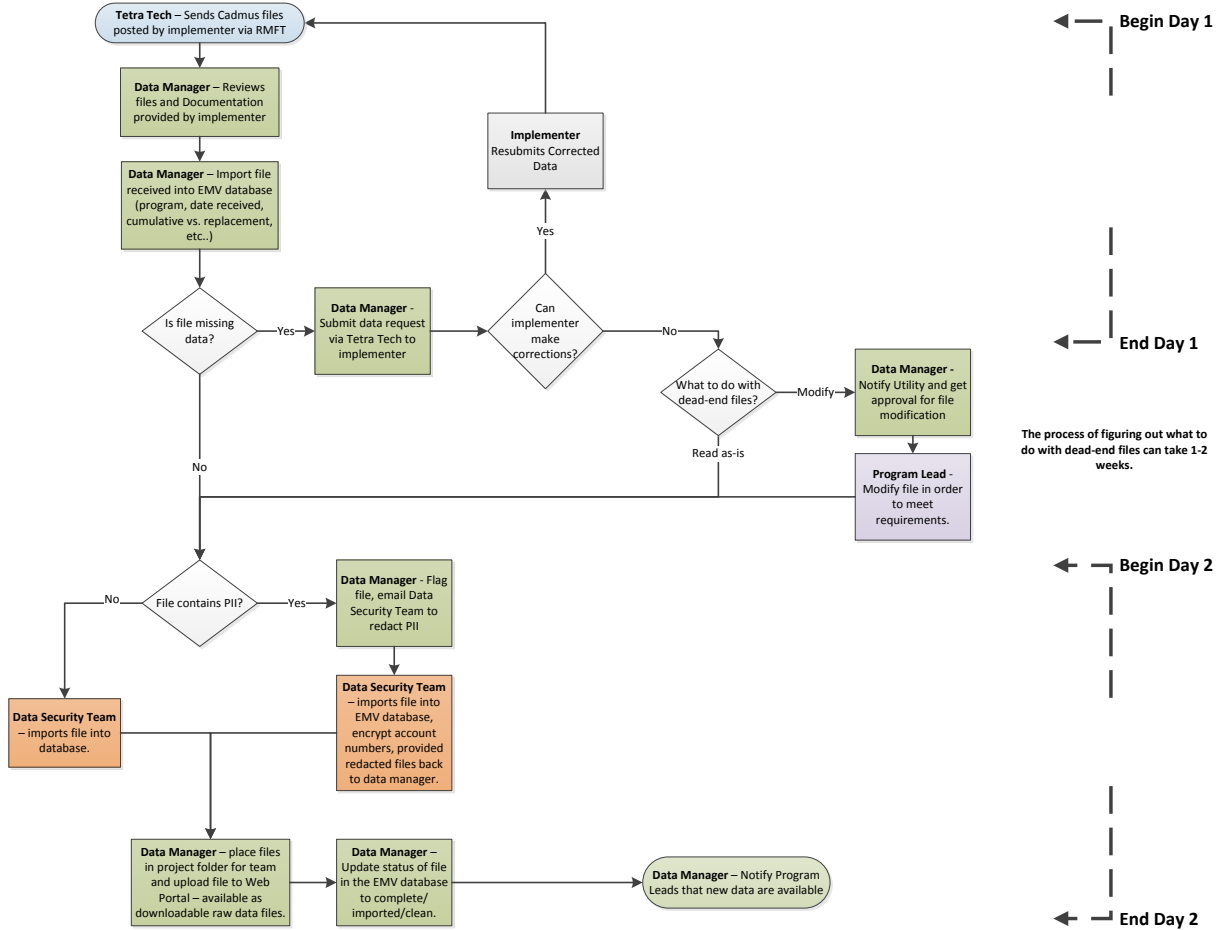 Tetra Tech – Sends Cadmus files
posted by implementer via RMFT
Begin Day 1
Data Manager – Reviews
files and Documentation
provided by implementer
Implementer
Resubmits Corrected
Data
Data Manager – Import file
received into EMV database
(program, date received,
cumulative vs. replacement,
etc..)
Yes
Is file missing
data?
Yes
Data Manager -
Submit data request
via Tetra Tech to
implementer
Can
implementer
make
corrections?
No
End Day 1
What to do with
dead-end files?
Modify
Data Manager -
Notify Utility and get
approval for file
modification
The process of figuring out what to
do with dead-end files can take 1-2
weeks.
No
Read as-is
Program Lead -
Modify file in order
to meet
requirements.
Begin Day 2
No
File contains PII?
Yes
Data Manager - Flag
file, email Data
Security Team to
redact PII
Data Security Team
– imports file into
database.
Data Security Team
– imports file into
EMV database,
encrypt account
numbers, provided
redacted files back
to data manager.
Data Manager – place files
in project folder for team
and upload file to Web
Portal – available as
downloadable raw data files.
Data Manager –
Update status of file
in the EMV database
to complete/
imported/clean.
Data Manager – Notify Program
Leads that new data are available
End Day 2